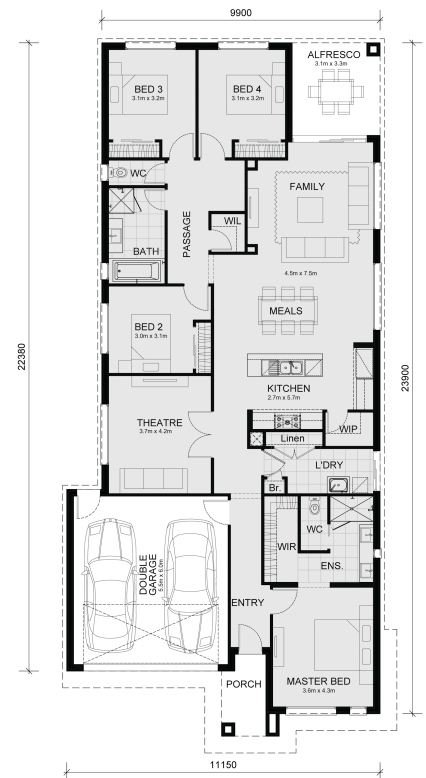 9900
ALFRESCO
3.1m x 3.3m
BED 3
3.1m x 3.2m
BED 4
3.1m x 3.2m
WC
FAMILY
WIL
PASSAGE
BATH
4.5m x 7.5m
MEALS
BED 2
3.0m x 3.1m
22380
23900
KITCHEN
2.7m x 5.7m
THEATRE
3.7m x 4.2m
WIP
Linen
L'DRY
Br.
WC
WIR
ENS.
DOUBLE
GARAGE
5.5m x 6.0m
ENTRY
PORCH
MASTER BED
3.6m x 4.3m
11150